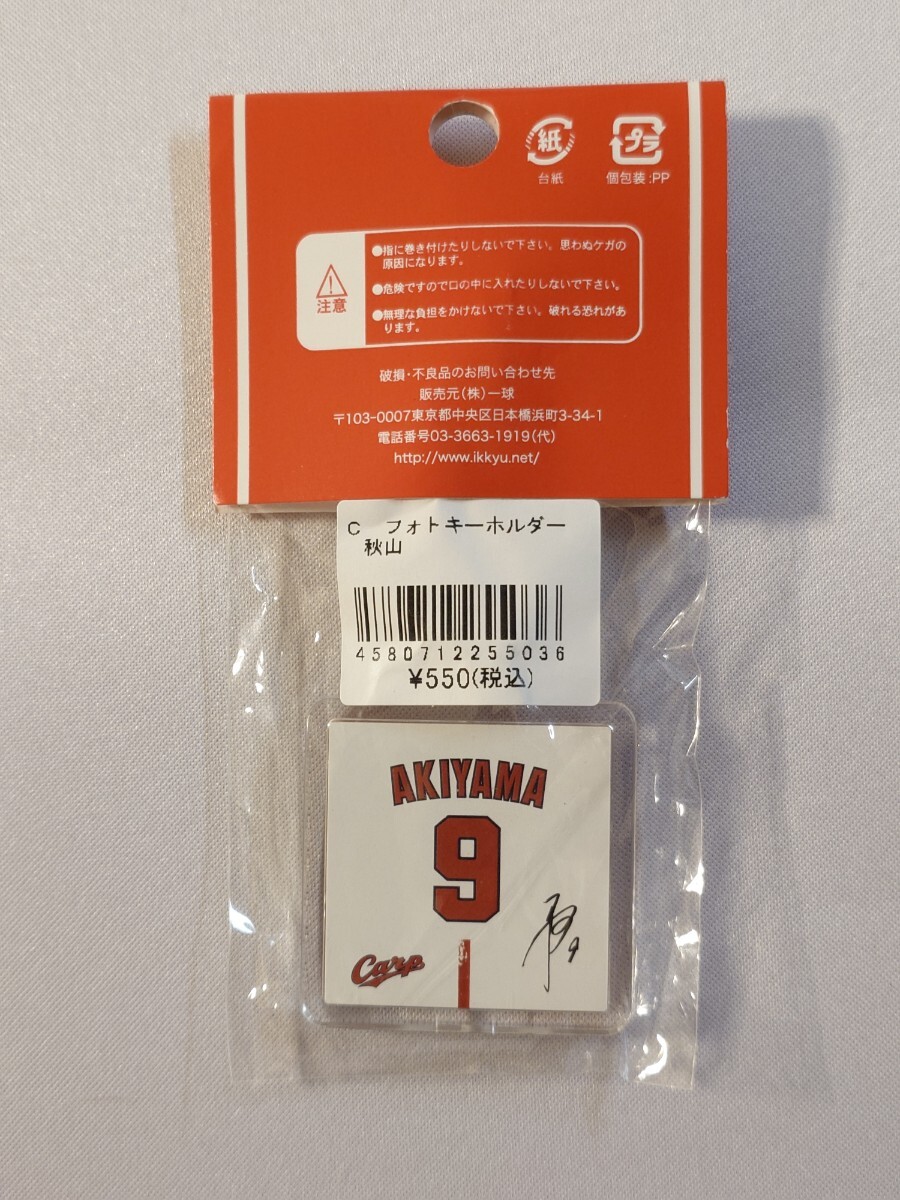 紙
台紙
プラ
個包装:PP
注意
●指に巻き付けたりしないで下さい。思わぬケガの
原因になります。
●危険ですので口の中に入れたりしないで下さい。
●無理な負担をかけないで下さい。破れる恐れがあ
ります。
破損・不良品のお問い合わせ先
販売元(株)一球
〒103-0007東京都中央区日本橋浜町3-34-1
電話番号03-3663-1919(代)
http://www.ikkyu.net/
C フォトキーホルダー
秋山
4580712255036
¥550(税込)
AKIYAMA
9
Carp